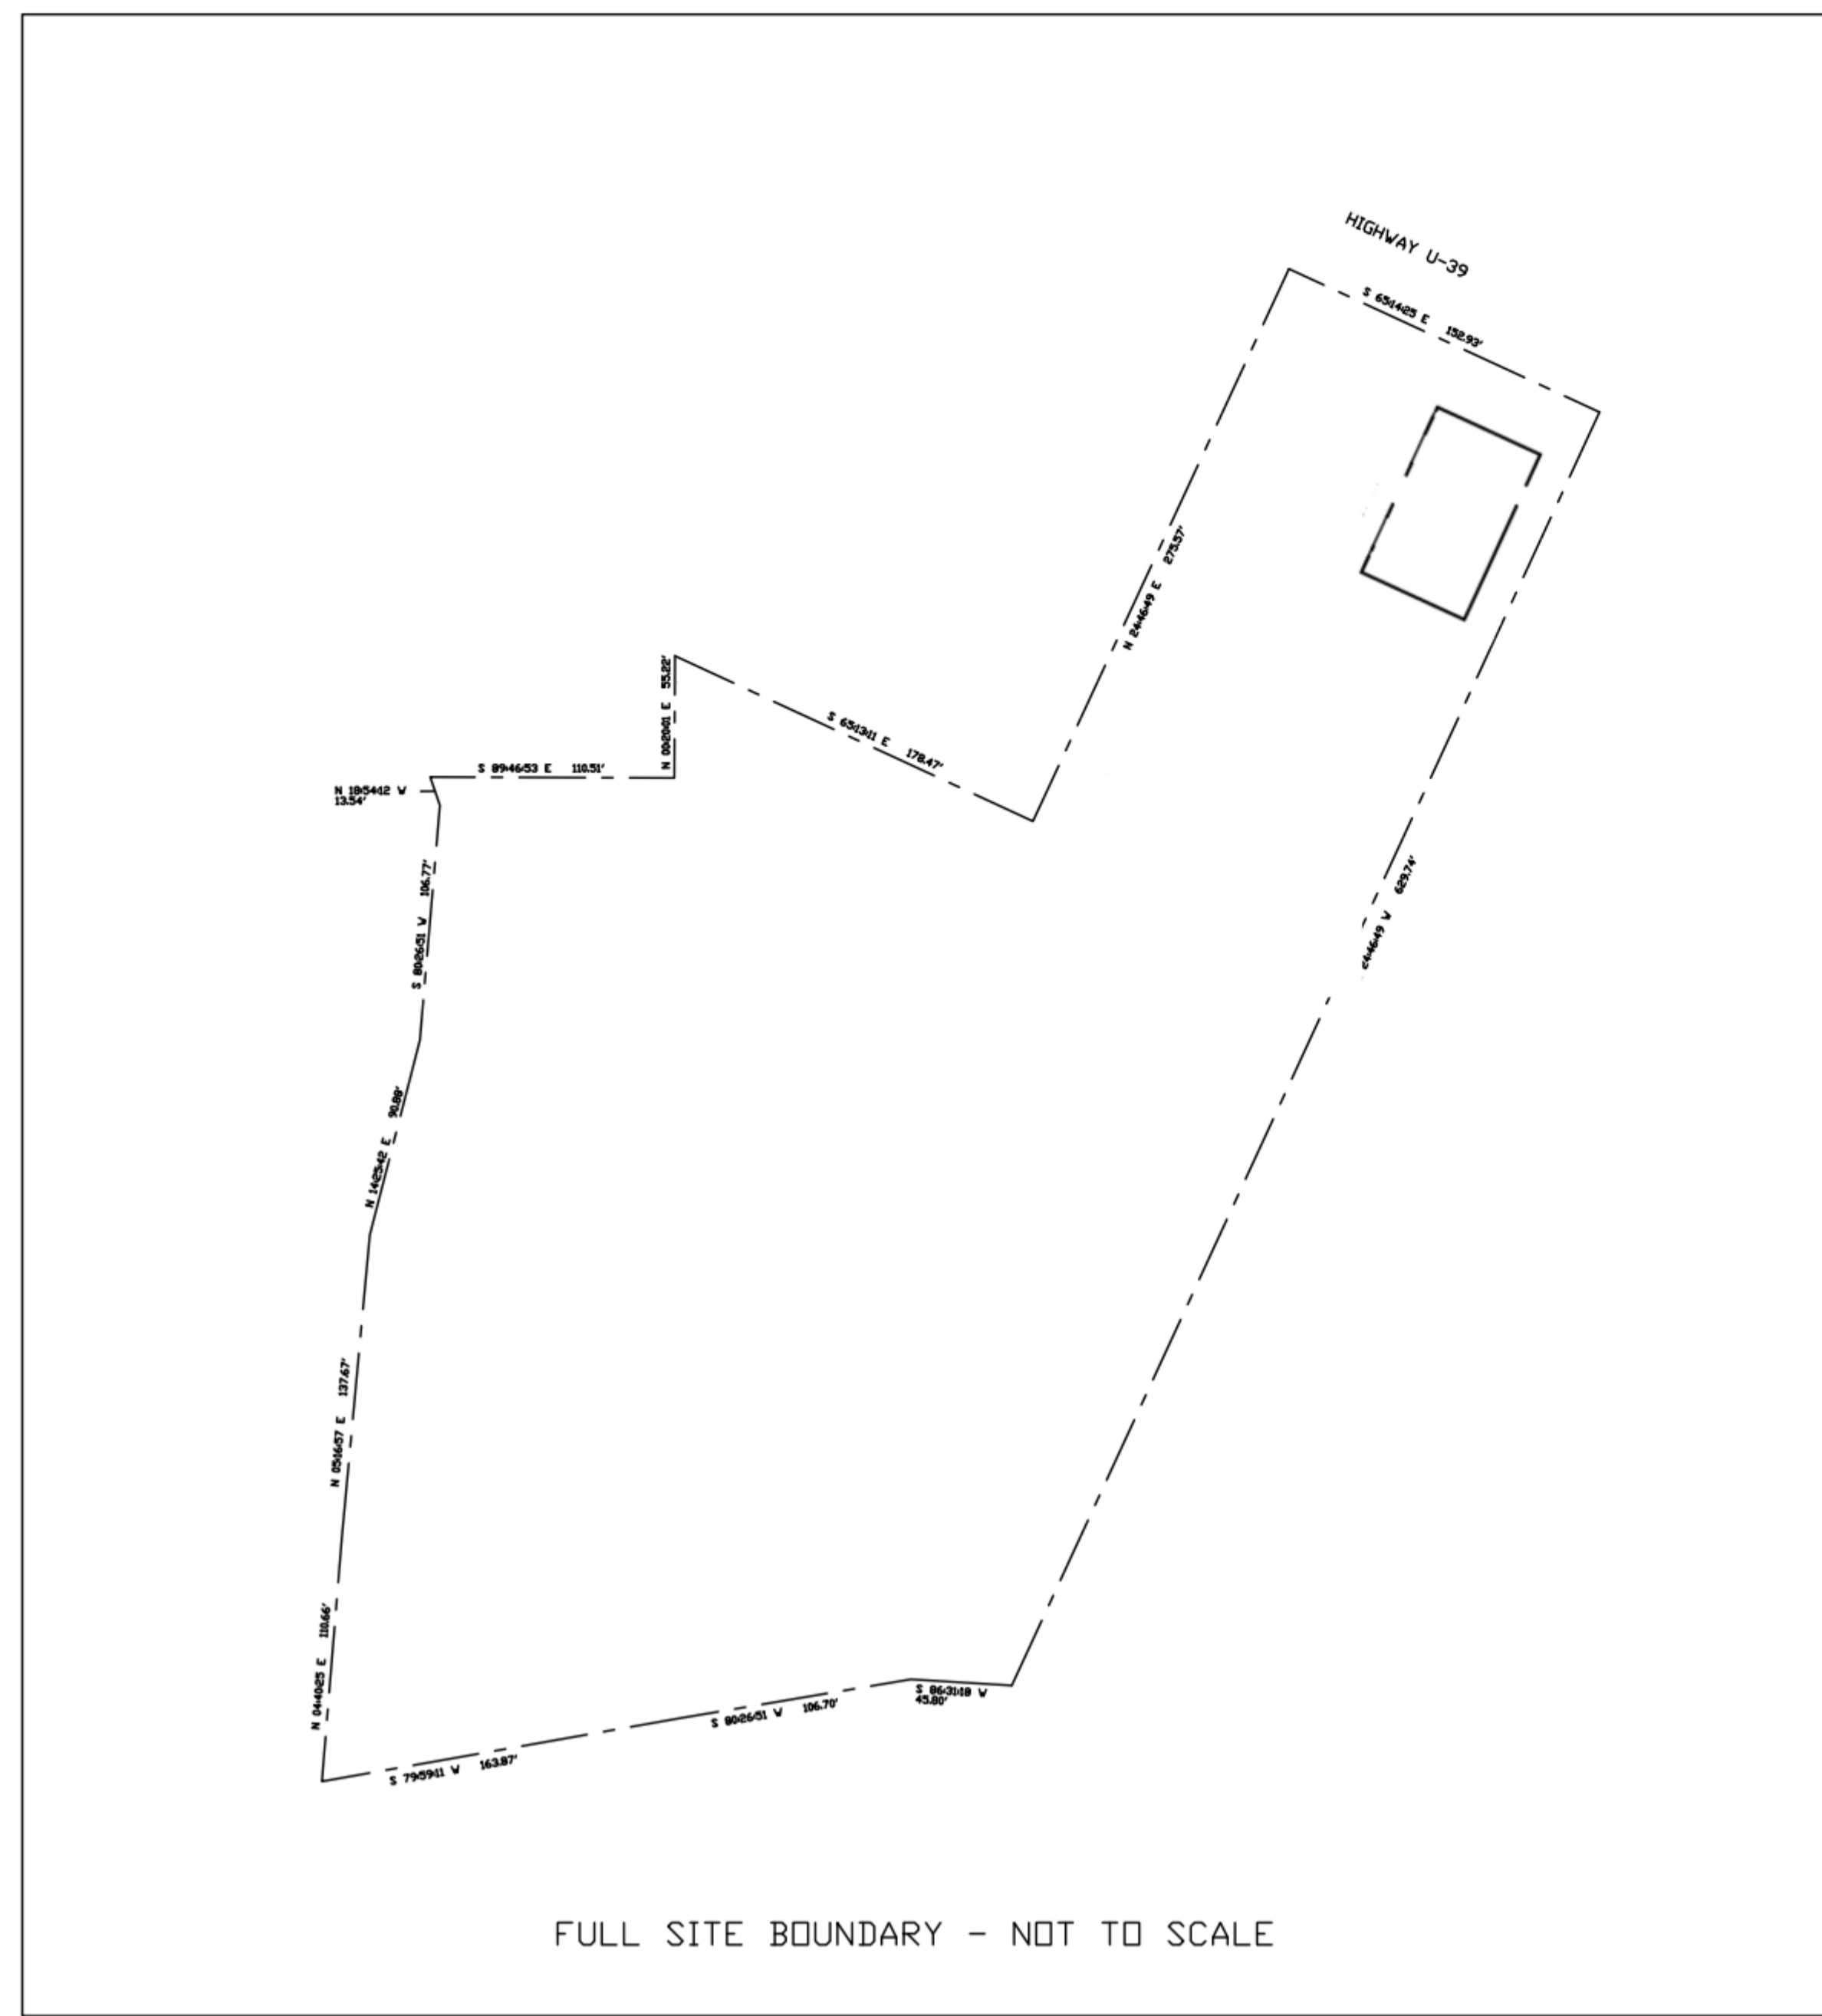 HIGHWAY U-39
S 65:14:25 E 152.93'
N 24:46:49 E 275.57'
N 00:20:01 E 55.22'
S 65:13:11 E 178.47'
S 89:46:53 E 110.51'
N 18:54:12 W
13.54'
24:46:49 W 629.74'
S 80:26:51 W 106.77'
N 14:25:42 E 90.88'
N 05:16:57 E 137.67'
N 04:40:25 E 110.66'
S 86:31:18 W
45.80'
S 80:26:51 W 106.70'
S 79:59:11 W 163.87'
FULL SITE BOUNDARY - NOT TO SCALE